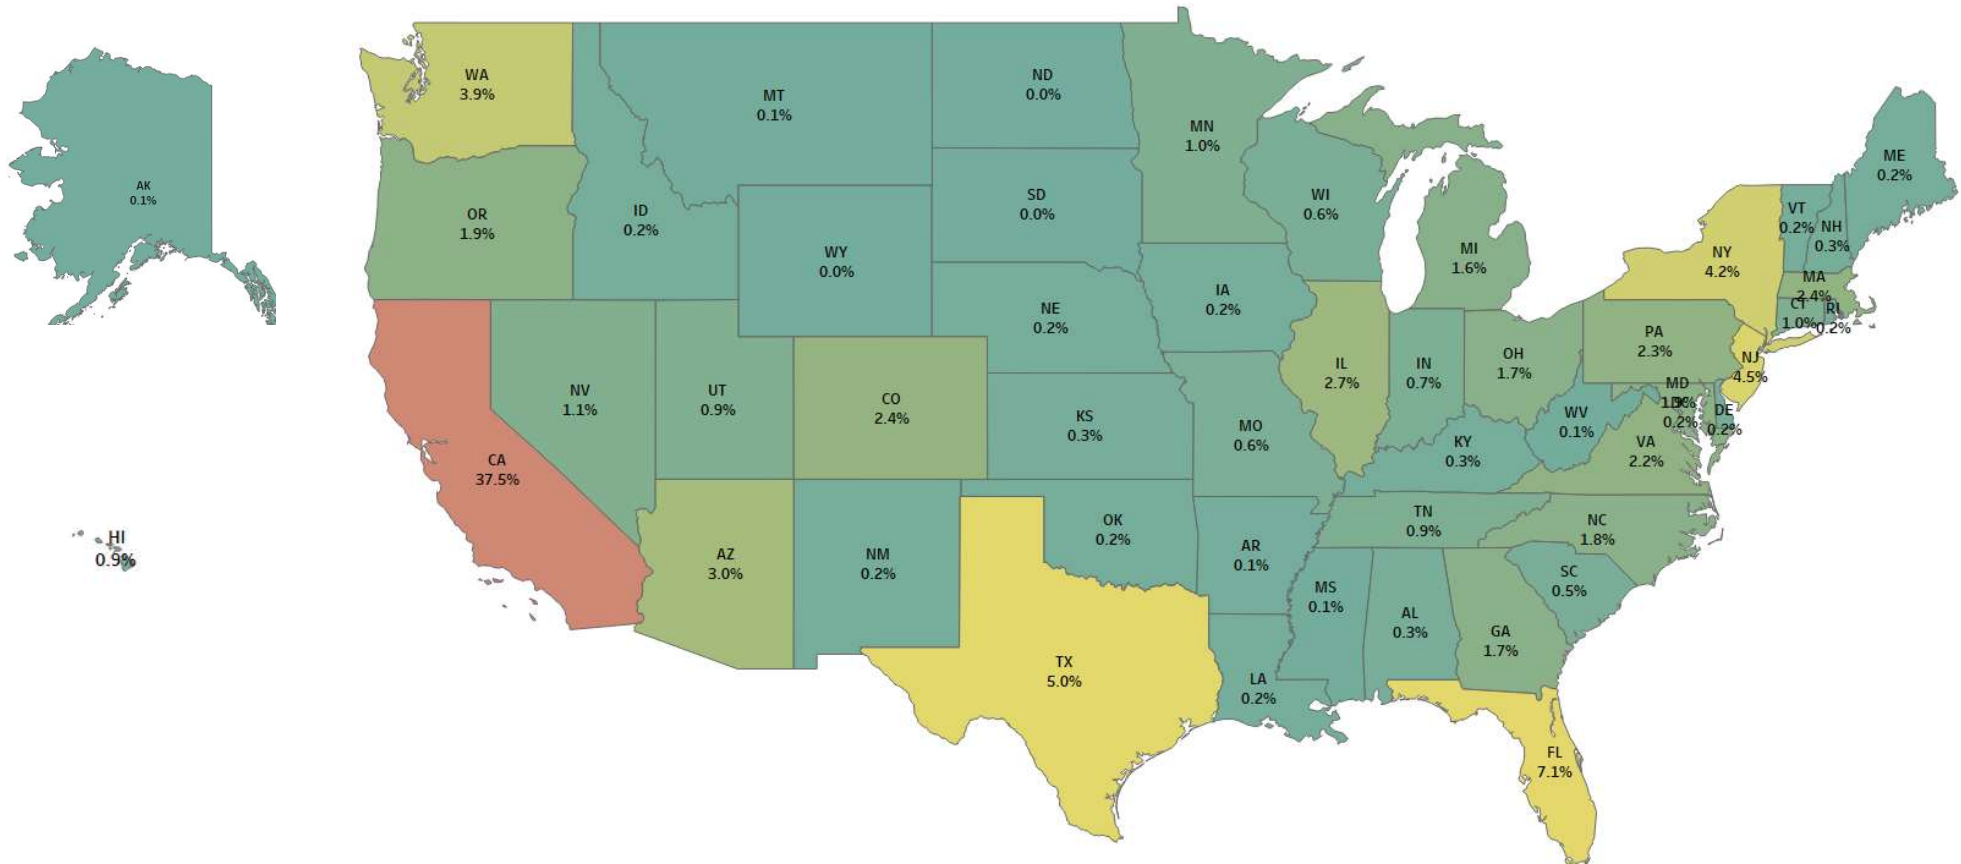 WA
3.9%
MT
0.1%
ND
0.0%
MN
1.0%
ME
0.2%
AK
0.1%
OR
1.9%
ID
0.2%
SD
0.0%
WI
0.6%
VT
0.2%
NH
0.3%
WY
0.0%
MI
1.6%
NY
4.2%
MA
2.4%
NE
0.2%
IA
0.2%
CT
1.0%
RI
0.2%
PA
2.3%
NJ
4.5%
NV
1.1%
UT
0.9%
CO
2.4%
IL
2.7%
IN
0.7%
OH
1.7%
MD
0.2%
DE
0.2%
KS
0.3%
MO
0.6%
WV
0.1%
KY
0.3%
VA
2.2%
CA
37.5%
HI
0.9%
AZ
3.0%
NM
0.2%
OK
0.2%
AR
0.1%
TN
0.9%
NC
1.8%
SC
0.5%
MS
0.1%
AL
0.3%
GA
1.7%
TX
5.0%
LA
0.2%
FL
7.1%